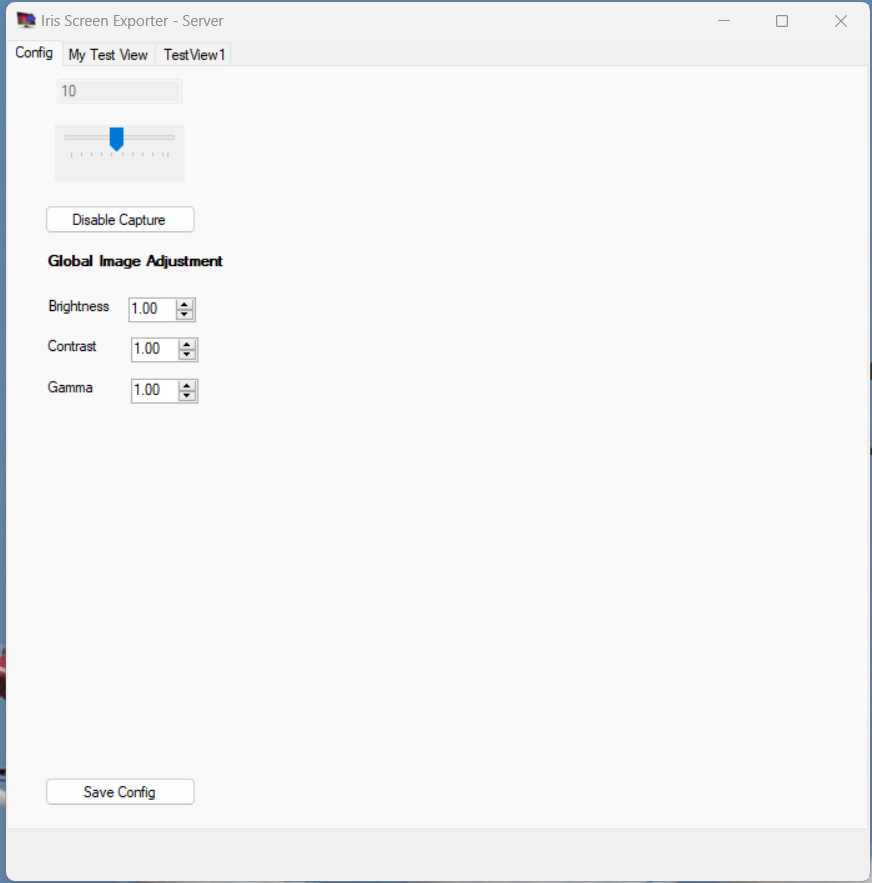 Iris Screen Exporter - Server
Config My Test View TestView1
10
Disable Capture
Global Image Adjustment
Brightness 1.00
Contrast 1.00
Gamma 1.00
Save Config